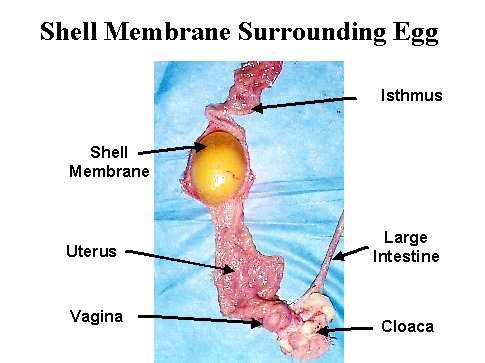 Shell Membrane Surrounding Egg
Isthmus
Shell
Membrane
Uterus
Large
Intestine
Vagina
Cloaca